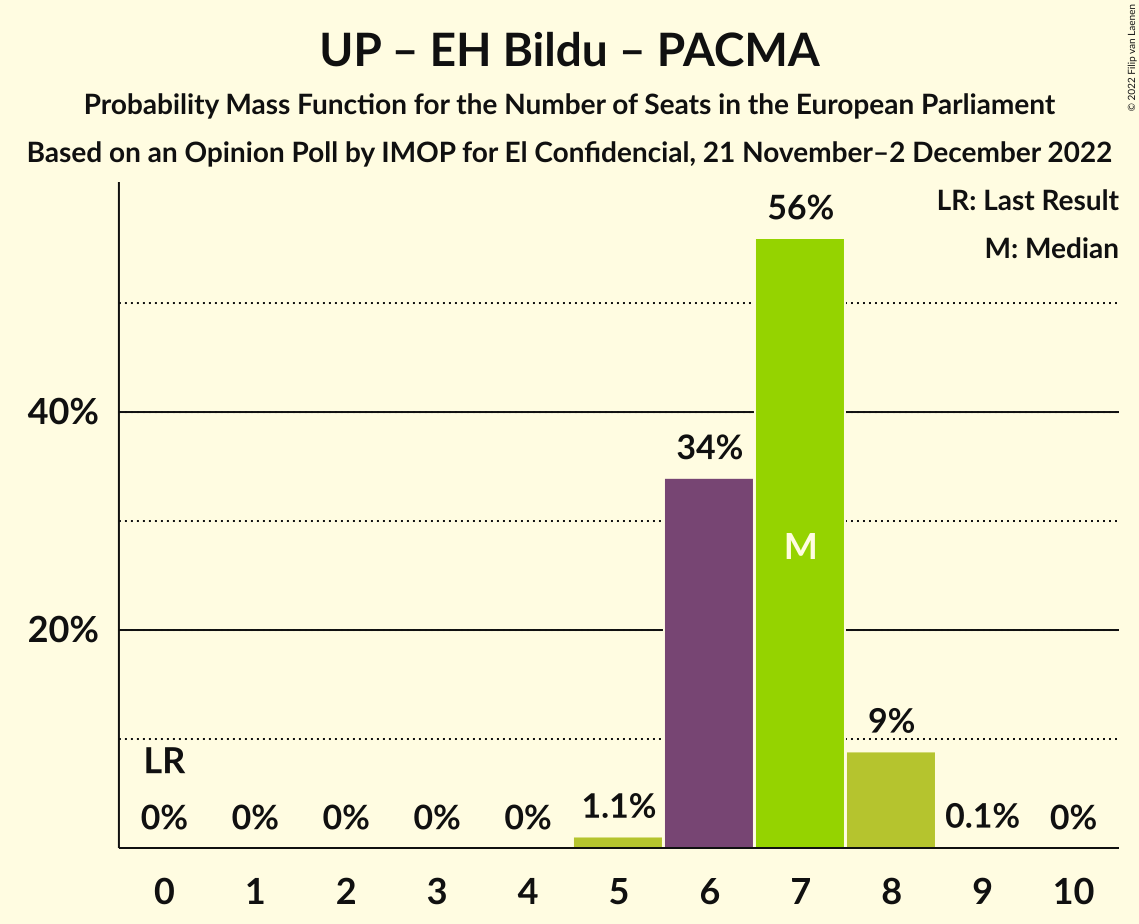 UP – EH Bildu – PACMA
Probability Mass Function for the Number of Seats in the European Parliament
Based on an Opinion Poll by IMOP for El Confidencial, 21 November–2 December 2022
© 2022 Filip van Laenen
LR: Last Result
M: Median
56%
40%
34%
M
20%
9%
LR
0% 0% 0% 0% 0% 1.1% 0.1% 0%
0 1 2 3 4 5 6 7 8 9 10